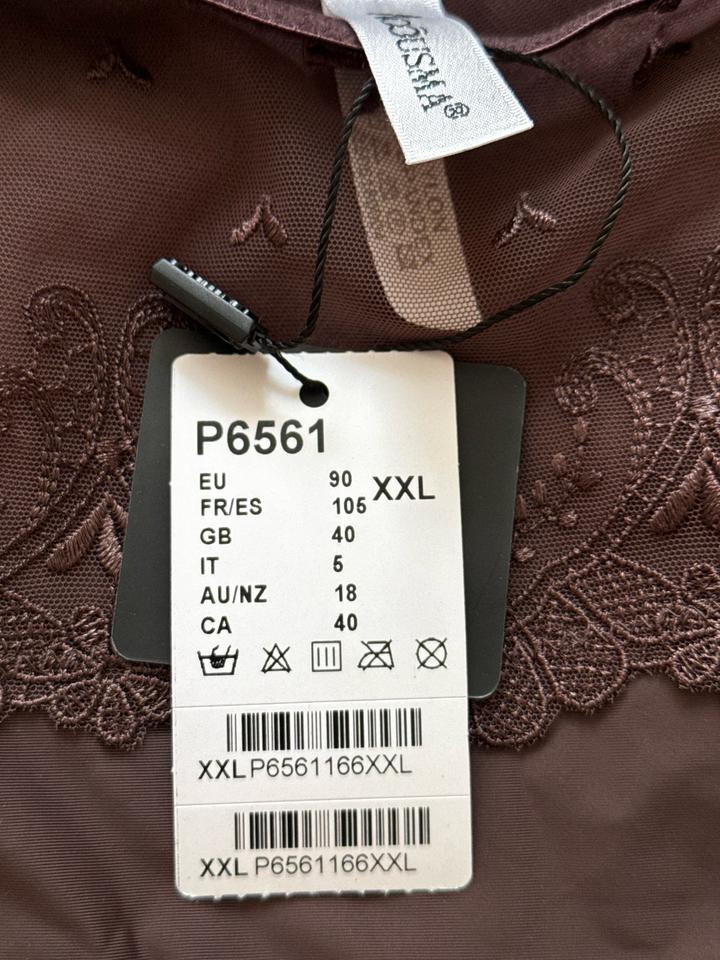 P6561
EU 90 XXL
FR/ES 105
GB 40
IT 5
AU/NZ 18
CA 40
XXL P6561166XXL
XXL P6561166XXL